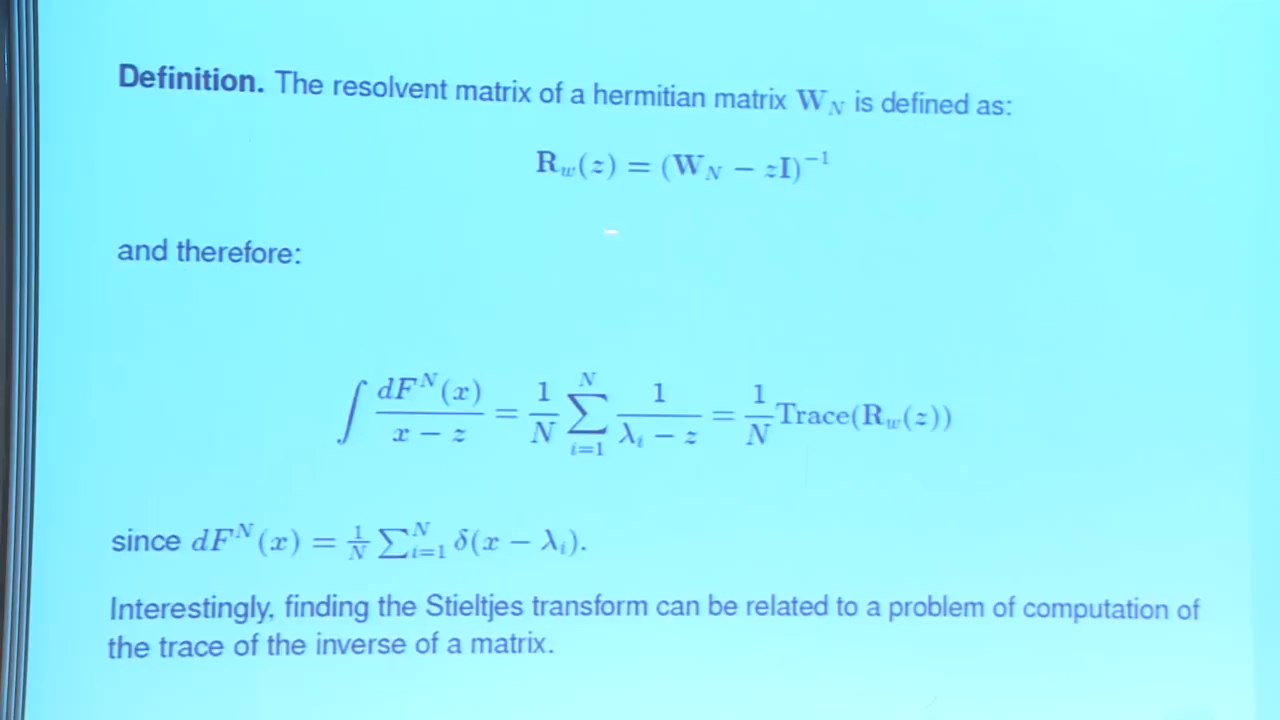 Definition. The resolvent matrix of a hermitian matrix W_N is defined as:
R_w(z) = (W_N − zI)^{−1}
and therefore:
∫ dF^N(x) / (x − z) = 1/N ∑_{i=1}^{N} 1/(λ_i − z) = 1/N Trace(R_w(z))
since dF^N(x) = 1/N ∑_{i=1}^{N} δ(x − λ_i).
Interestingly, finding the Stieltjes transform can be related to a problem of computation of
the trace of the inverse of a matrix.